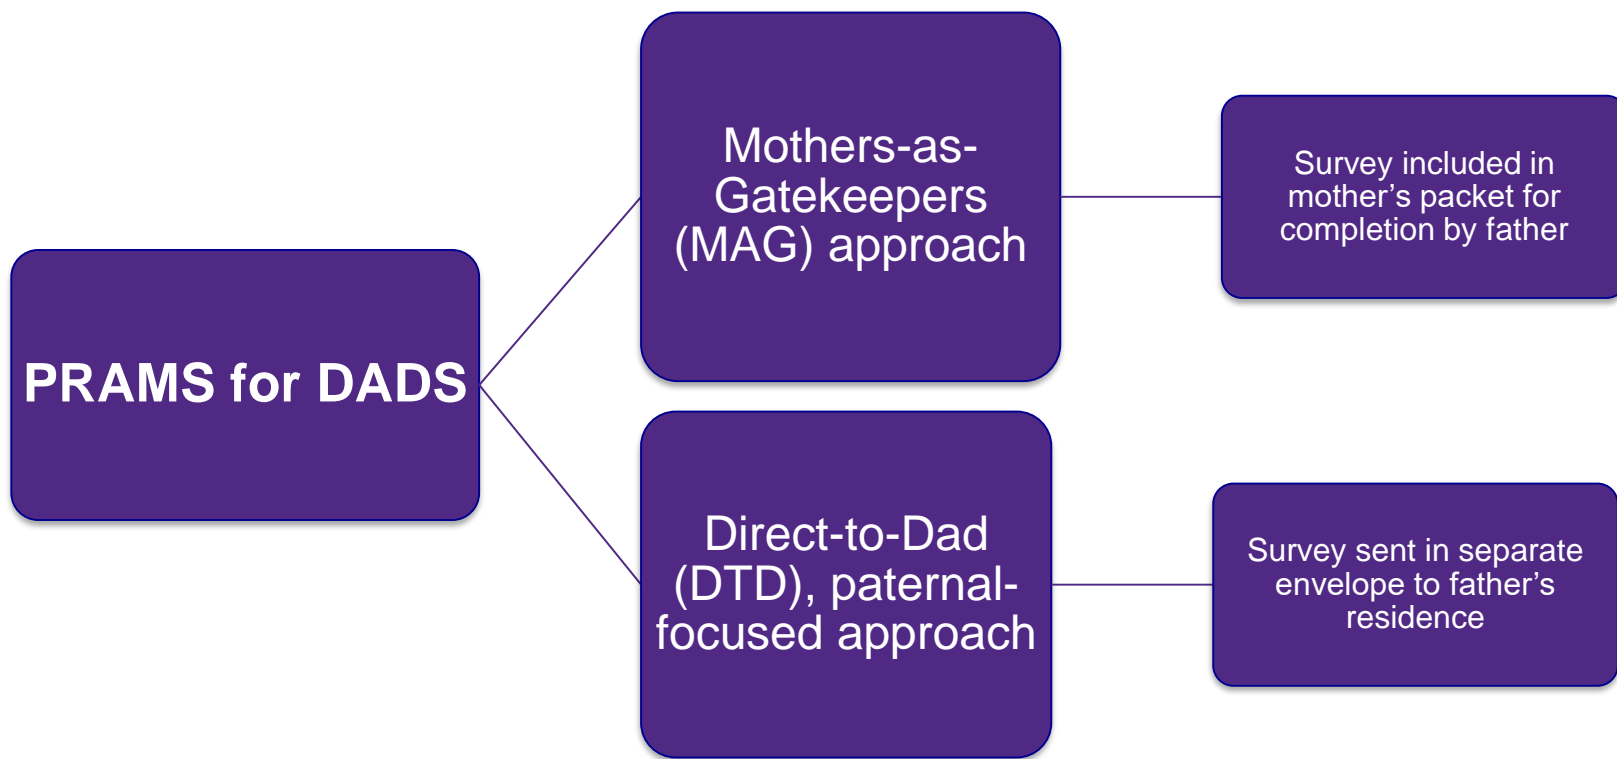 PRAMS for DADS
Mothers-as-
Gatekeepers
(MAG) approach
Survey included in
mother’s packet for
completion by father
Direct-to-Dad
(DTD), paternal-
focused approach
Survey sent in separate
envelope to father’s
residence